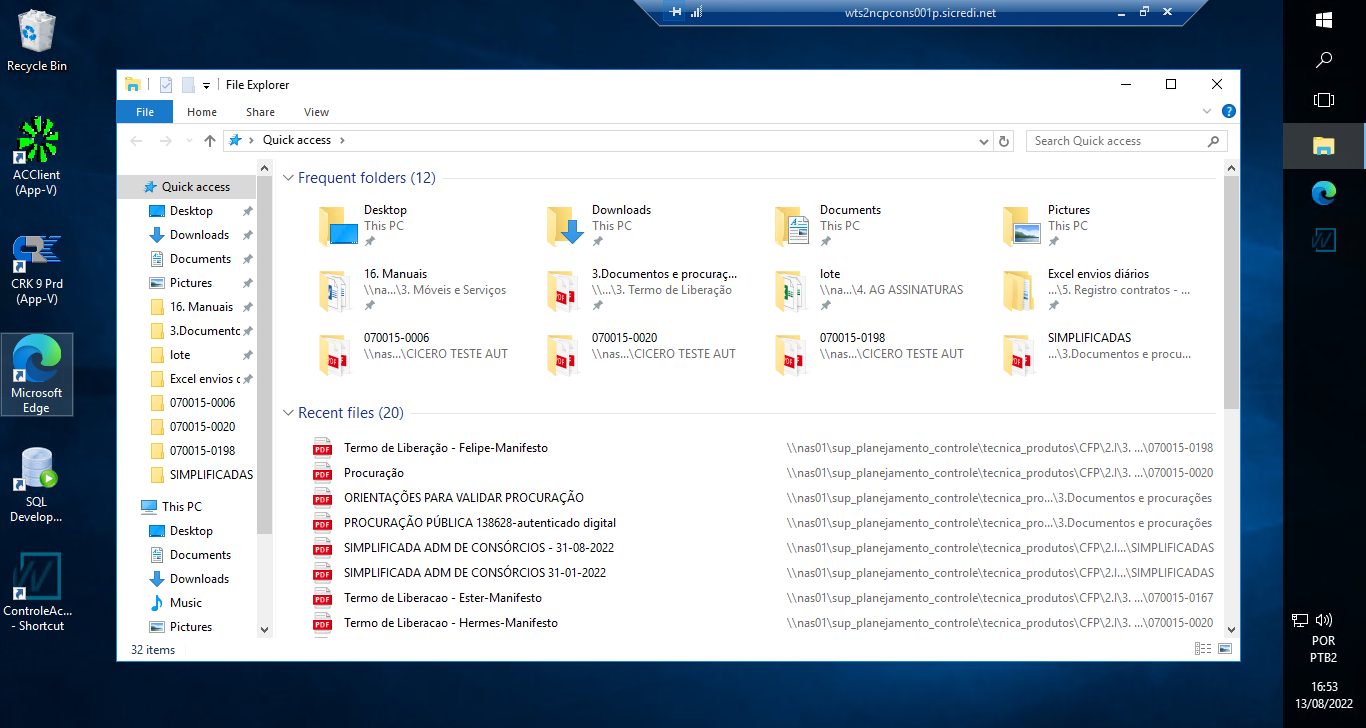 wts2ncpcons001p.sicredi.net
Recycle Bin
ACClient
(App-V)
CRK 9 Prd
(App-V)
Microsoft
Edge
SQL
Develop...
ControleAc...
- Shortcut
File Explorer
File
Home
Share
View
Quick access
Search Quick access
Quick access
Desktop
Downloads
Documents
Pictures
16. Manuais
3.Documentc
lote
Excel envios c
070015-0006
070015-0020
070015-0198
SIMPLIFICADAS
This PC
Desktop
Documents
Downloads
Music
Pictures
Frequent folders (12)
Desktop
This PC
Downloads
This PC
Documents
This PC
Pictures
This PC
16. Manuais
\\na...\3. Móveis e Serviços
3.Documentos e procuraç...
\\...\3. Termo de Liberação
lote
\\na...\4. AG ASSINATURAS
Excel envios diários
...\5. Registro contratos - ...
070015-0006
\\nas...\CICERO TESTE AUT
070015-0020
\\nas...\CICERO TESTE AUT
070015-0198
\\nas...\CICERO TESTE AUT
SIMPLIFICADAS
...\3.Documentos e procu...
Recent files (20)
Termo de Liberação - Felipe-Manifesto \\nas01\sup_planejamento_controle\tecnica_produtos\CFP\2.I\3. ...\070015-0198
Procuração \\nas01\sup_planejamento_controle\tecnica_produtos\CFP\2.I\3. ...\070015-0020
ORIENTAÇÕES PARA VALIDAR PROCURAÇÃO \\nas01\sup_planejamento_controle\tecnica_pro...\3.Documentos e procurações
PROCURAÇÃO PÚBLICA 138628-autenticado digital \\nas01\sup_planejamento_controle\tecnica_pro...\3.Documentos e procurações
SIMPLIFICADA ADM DE CONSÓRCIOS - 31-08-2022 \\nas01\sup_planejamento_controle\tecnica_produtos\CFP\2.I...\SIMPLIFICADAS
SIMPLIFICADA ADM DE CONSÓRCIOS 31-01-2022 \\nas01\sup_planejamento_controle\tecnica_produtos\CFP\2.I...\SIMPLIFICADAS
Termo de Liberacao - Ester-Manifesto \\nas01\sup_planejamento_controle\tecnica_produtos\CFP\2.I\3. ...\070015-0167
Termo de Liberacao - Hermes-Manifesto \\nas01\sup_planejamento_controle\tecnica_produtos\CFP\2.I\3. ...\070015-0020
32 items
POR
PTB2
16:53
13/08/2022